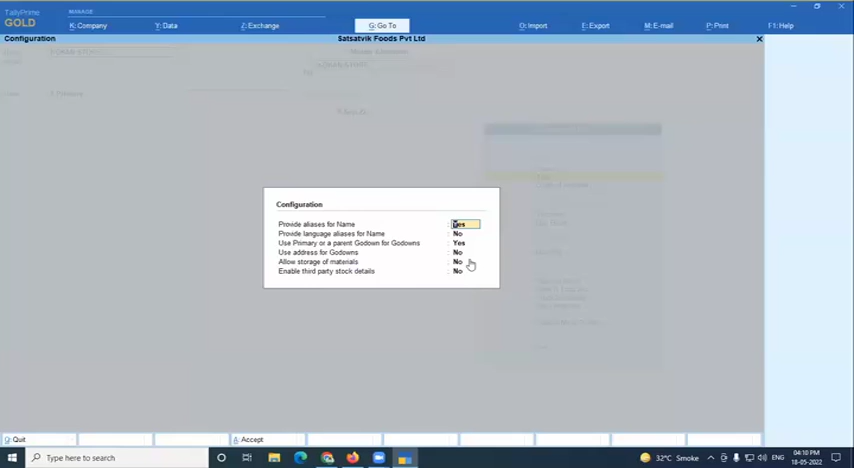 TallyPrime
GOLD
MANAGE
K: Company
Y: Data
Z: Exchange
G: Go To
O: Import
E: Export
M: E-mail
P: Print
F1: Help
Configuration
Satsatvik Foods Pvt Ltd
Configuration
Provide aliases for Name : Yes
Provide language aliases for Name : No
Use Primary or a parent Godown for Godowns : Yes
Use address for Godowns : No
Allow storage of materials : No
Enable third party stock details : No
Q: Quit
A: Accept
Type here to search
32°C Smoke
ENG
04:10 PM
18-05-2022